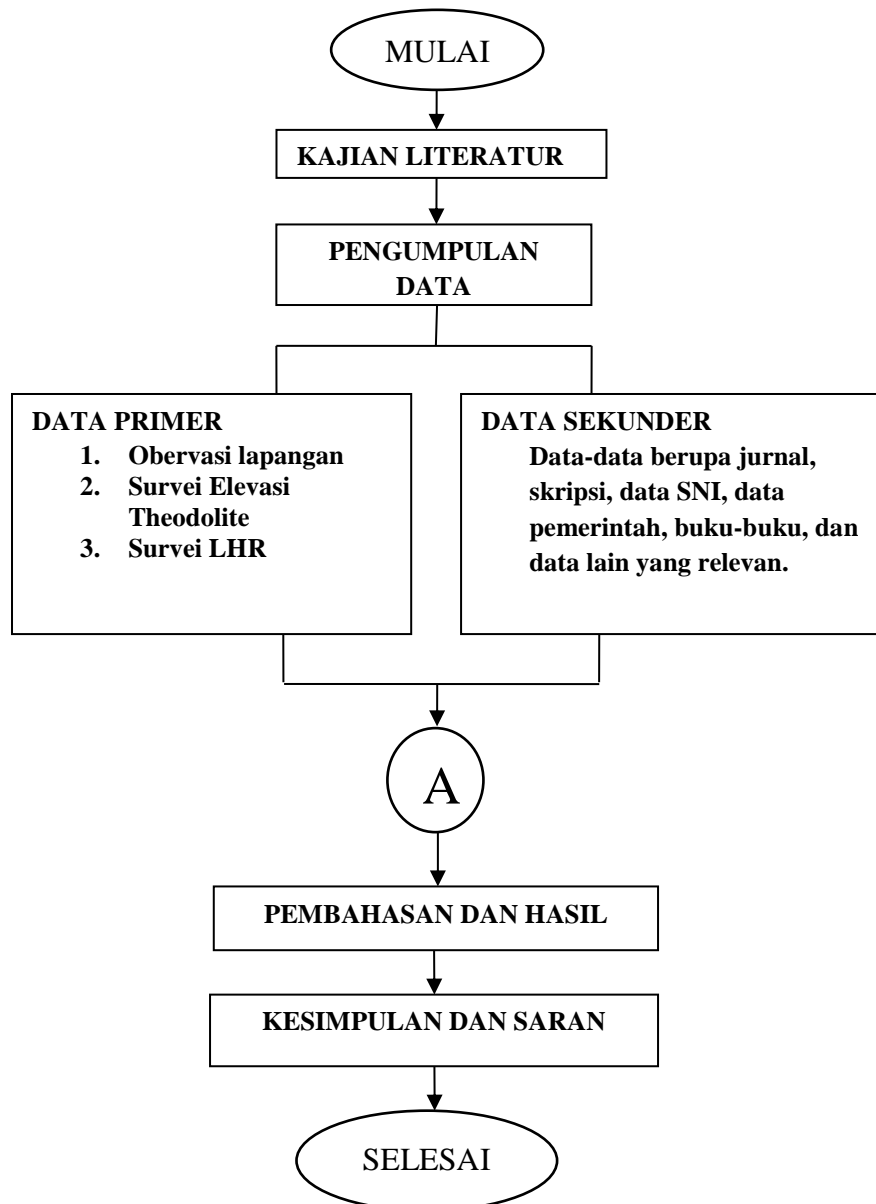 MULAI
KAJIAN LITERATUR
PENGUMPULAN
DATA
DATA PRIMER
1. Obervasi lapangan
2. Survei Elevasi
Theodolite
3. Survei LHR
DATA SEKUNDER
Data-data berupa jurnal,
skripsi, data SNI, data
pemerintah, buku-buku, dan
data lain yang relevan.
A
PEMBAHASAN DAN HASIL
KESIMPULAN DAN SARAN
SELESAI